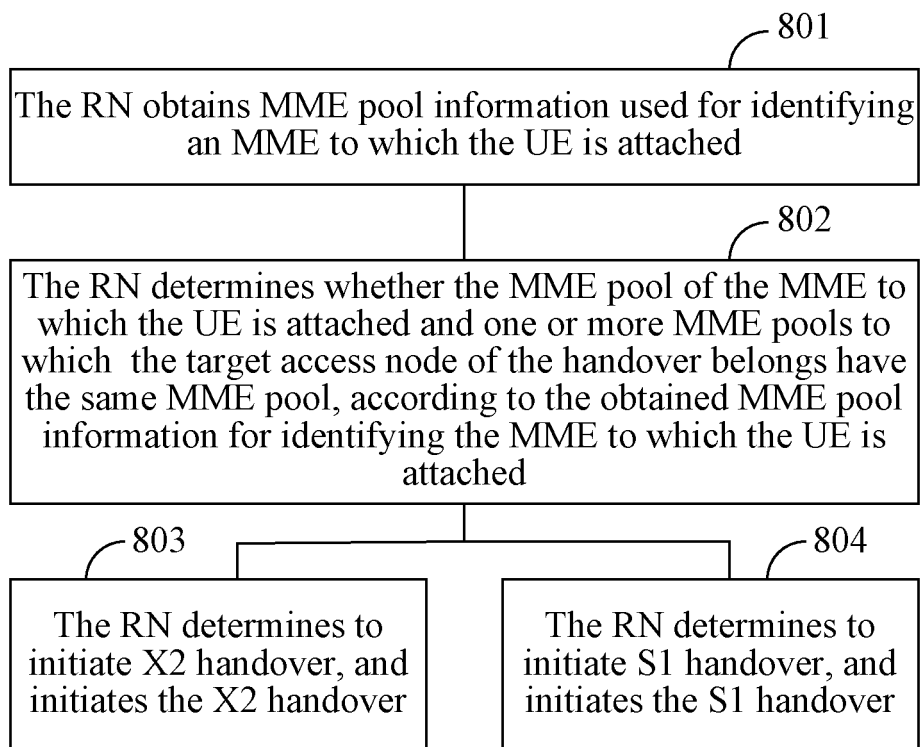 801
The RN obtains MME pool information used for identifying
an MME to which the UE is attached
802
The RN determines whether the MME pool of the MME to
which the UE is attached and one or more MME pools to
which the target access node of the handover belongs have
the same MME pool, according to the obtained MME pool
information for identifying the MME to which the UE is
attached
803
The RN determines to
initiate X2 handover, and
initiates the X2 handover
804
The RN determines to
initiate S1 handover, and
initiates the S1 handover